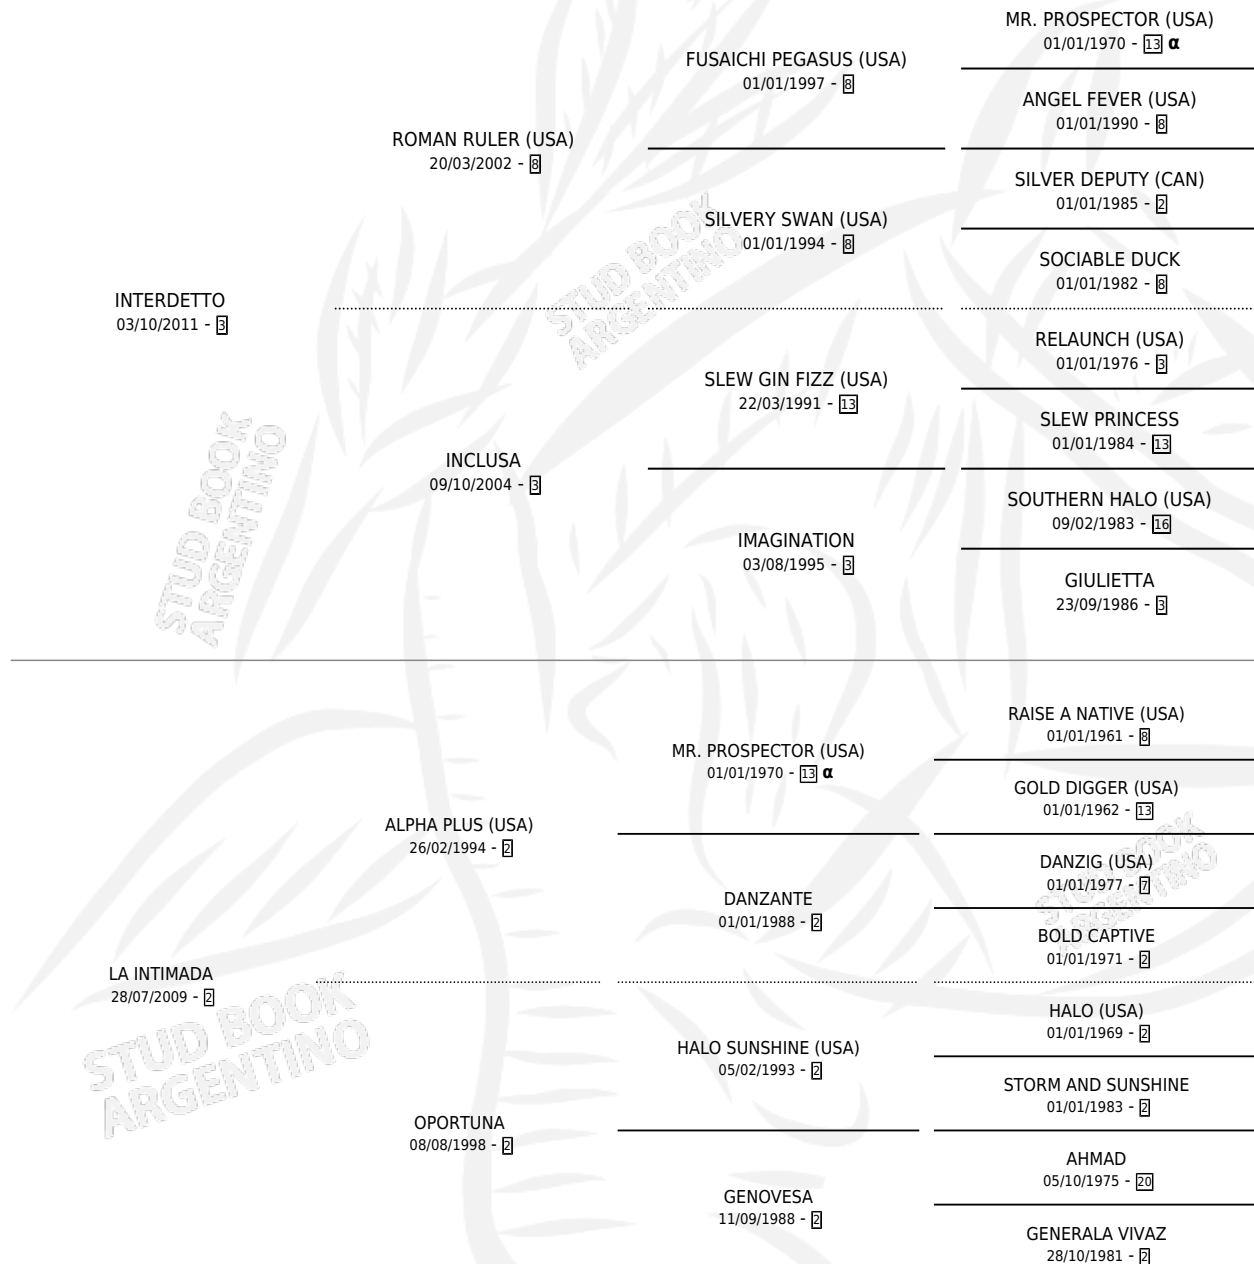 MR. PROSPECTOR (USA)
01/01/1970 - 13 α
FUSAICHI PEGASUS (USA)
01/01/1997 - 8
ANGEL FEVER (USA)
01/01/1990 - 8
ROMAN RULER (USA)
20/03/2002 - 8
SILVER DEPUTY (CAN)
01/01/1985 - 2
SILVERY SWAN (USA)
01/01/1994 - 8
SOCIABLE DUCK
01/01/1982 - 8
STUD BOOK
ARGENTINO
INTERDETTO
03/10/2011 - 3
RELAUNCH (USA)
01/01/1976 - 3
SLEW GIN FIZZ (USA)
22/03/1991 - 13
SLEW PRINCESS
01/01/1984 - 13
INCLUSA
09/10/2004 - 3
SOUTHERN HALO (USA)
09/02/1983 - 16
IMAGINATION
03/08/1995 - 3
GIULIETTA
23/09/1986 - 3
STUD BOOK
ARGENTINO
RAISE A NATIVE (USA)
01/01/1961 - 8
MR. PROSPECTOR (USA)
01/01/1970 - 13 α
GOLD DIGGER (USA)
01/01/1962 - 13
ALPHA PLUS (USA)
26/02/1994 - 2
DANZIG (USA)
01/01/1977 - 7
DANZANTE
01/01/1988 - 2
BOLD CAPTIVE
01/01/1971 - 2
STUD BOOK
ARGENTINO
LA INTIMADA
28/07/2009 - 2
HALO (USA)
01/01/1969 - 2
HALO SUNSHINE (USA)
05/02/1993 - 2
STORM AND SUNSHINE
01/01/1983 - 2
STUD BOOK
ARGENTINO
OPORTUNA
08/08/1998 - 2
AHMAD
05/10/1975 - 20
GENOVESA
11/09/1988 - 2
GENERALA VIVAZ
28/10/1981 - 2